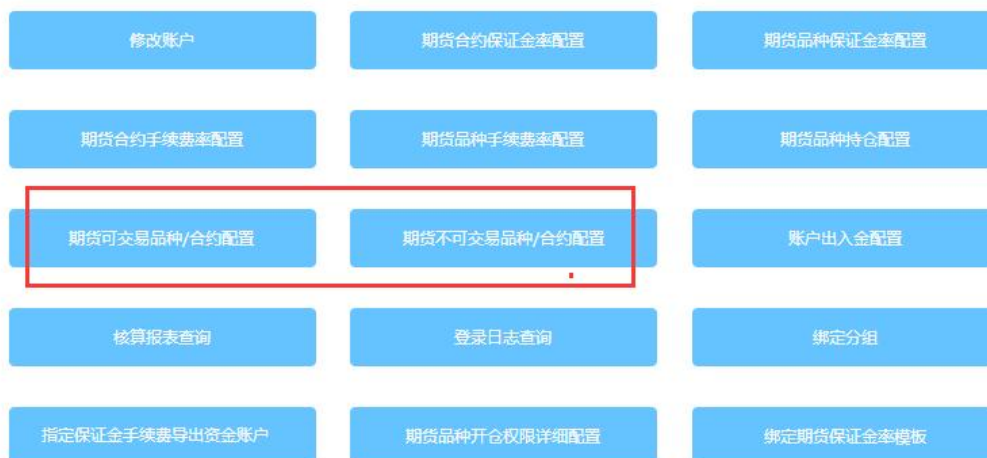 修改账户
期货合约保证金率配置
期货品种保证金率配置
期货合约手续费率配置
期货品种手续费率配置
期货品种持仓配置
期货可交易品种/合约配置
期货不可交易品种/合约配置
账户出入金配置
核算报表查询
登录日志查询
绑定分组
指定保证金手续费导出资金账户
期货品种开仓权限详细配置
绑定期货保证金率模板